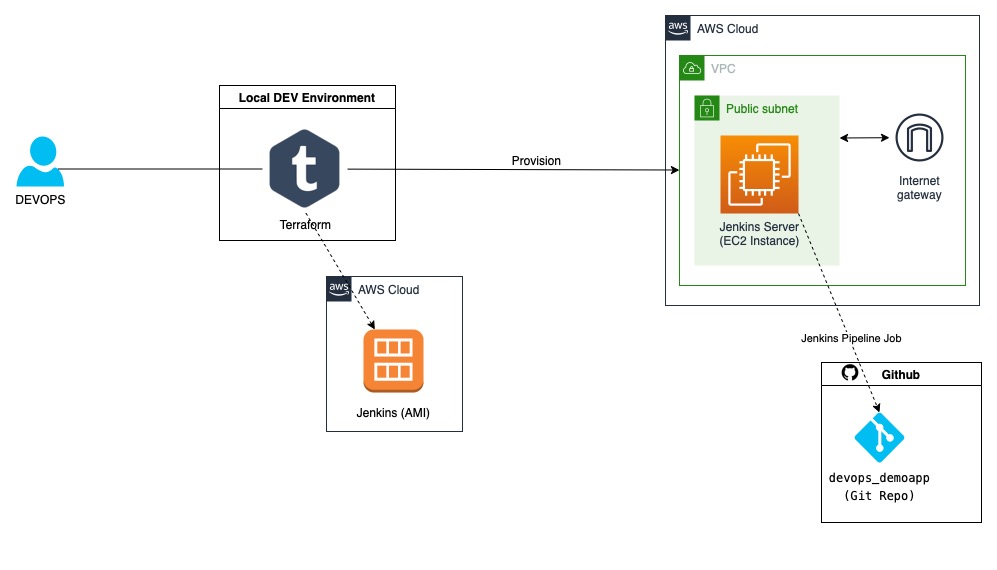 aws AWS Cloud
VPC
Public subnet
Local DEV Environment
t
Provision
DEVOPS
Terraform
Internet
gateway
Jenkins Server
(EC2 Instance)
aws AWS Cloud
Jenkins (AMI)
Jenkins Pipeline Job
Github
devops_demoapp
(Git Repo)